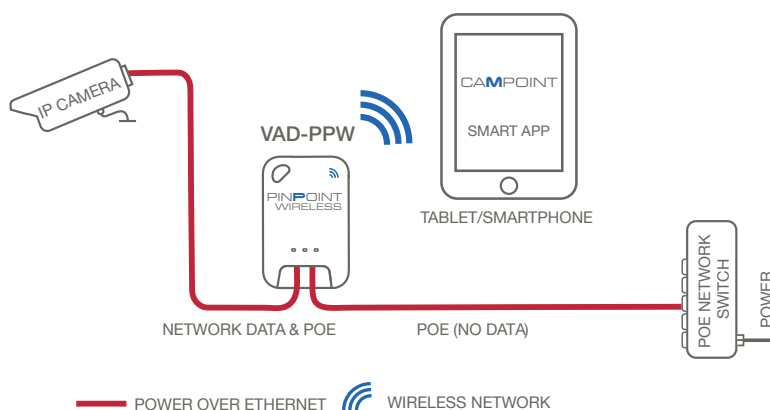 IP CAMERA
VAD-PPW
PINPOINT
WIRELESS
CAMPOINT
SMART APP
TABLET/SMARTPHONE
POE NETWORK
SWITCH
POWER
NETWORK DATA & POE
POE (NO DATA)
POWER OVER ETHERNET
WIRELESS NETWORK